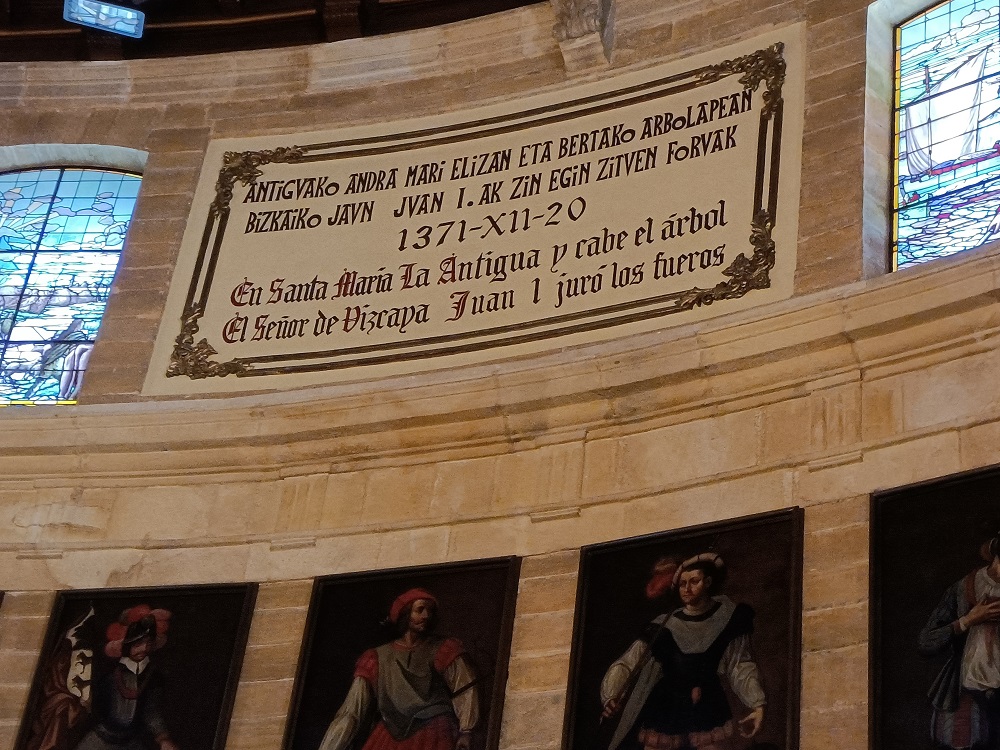 ANTIGVAKO ANDRA MARI ELIZAN ETA BERTAKO ARBOLAPEAN
BIZKAIKO JAVN JVAN I. AK ZIN EGIN ZITVEN FORVAK
1371-XII-20
En Santa María La Antigua y cabe el árbol
El Señor de Vizcaya Juan I juró los fueros